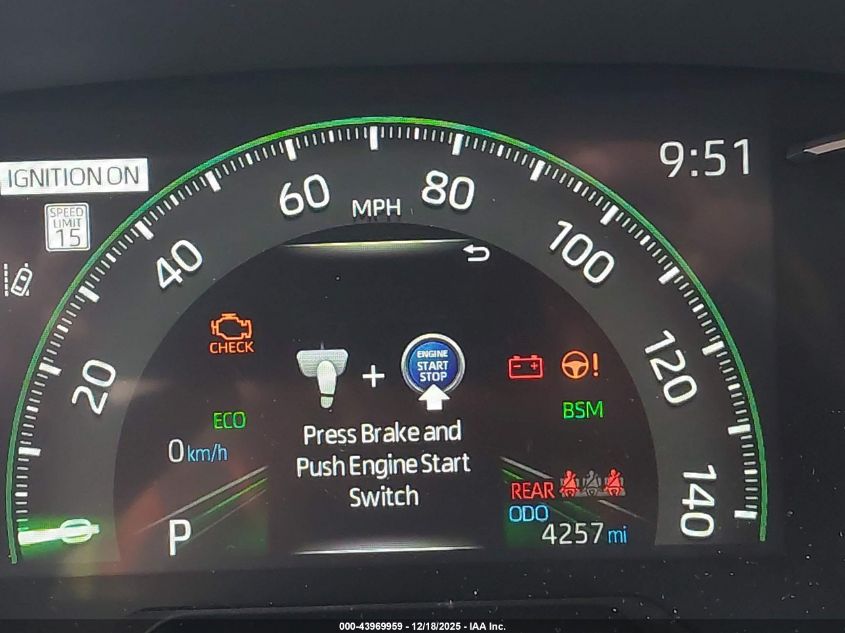 IGNITION ON
9:51
SPEED
LIMIT
15
0
20
40
60
80
100
120
140
MPH
CHECK
ENGINE
START
STOP
+
!
ECO
BSM
0 km/h
Press Brake and
Push Engine Start
Switch
REAR
ODO
4257 mi
P
000-43969959 - 12/18/2025 - IAA Inc.